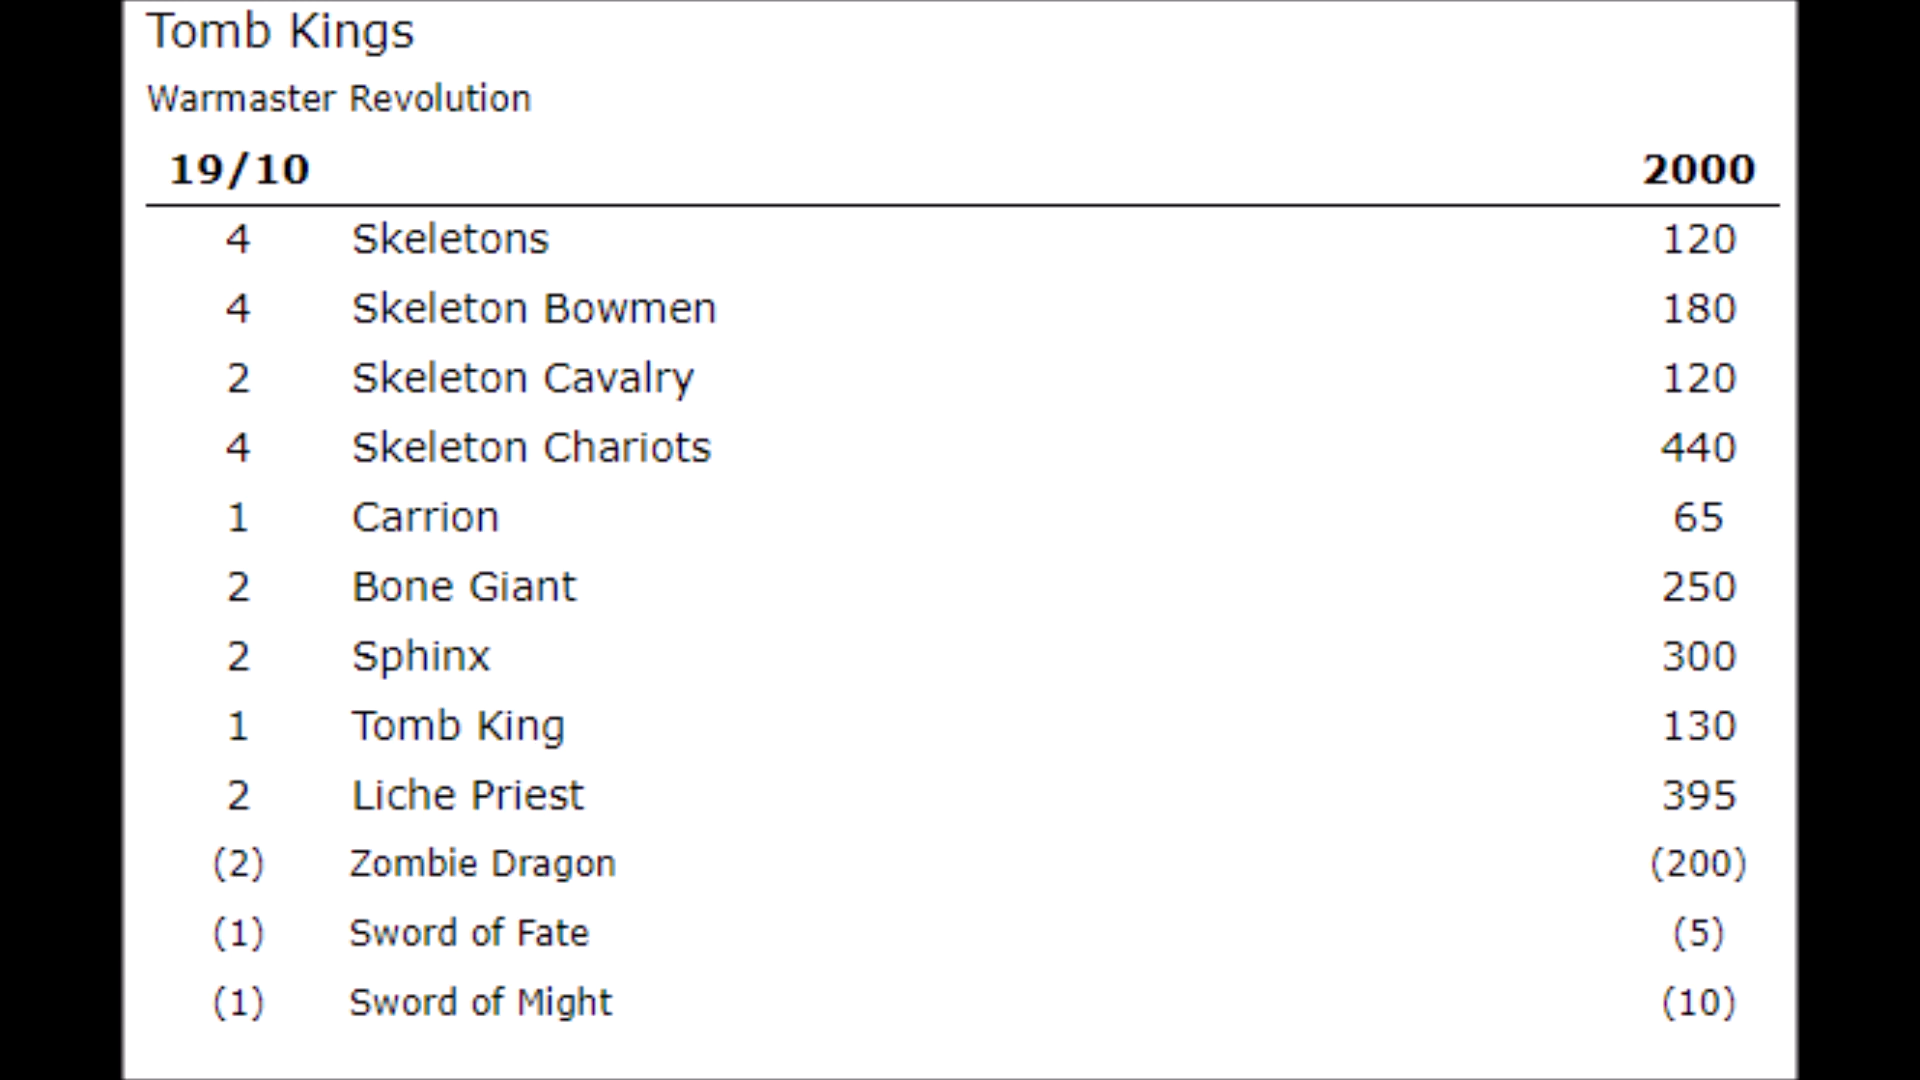 Tomb Kings
Warmaster Revolution
19/10 2000
4 Skeletons 120
4 Skeleton Bowmen 180
2 Skeleton Cavalry 120
4 Skeleton Chariots 440
1 Carrion 65
2 Bone Giant 250
2 Sphinx 300
1 Tomb King 130
2 Liche Priest 395
(2) Zombie Dragon (200)
(1) Sword of Fate (5)
(1) Sword of Might (10)